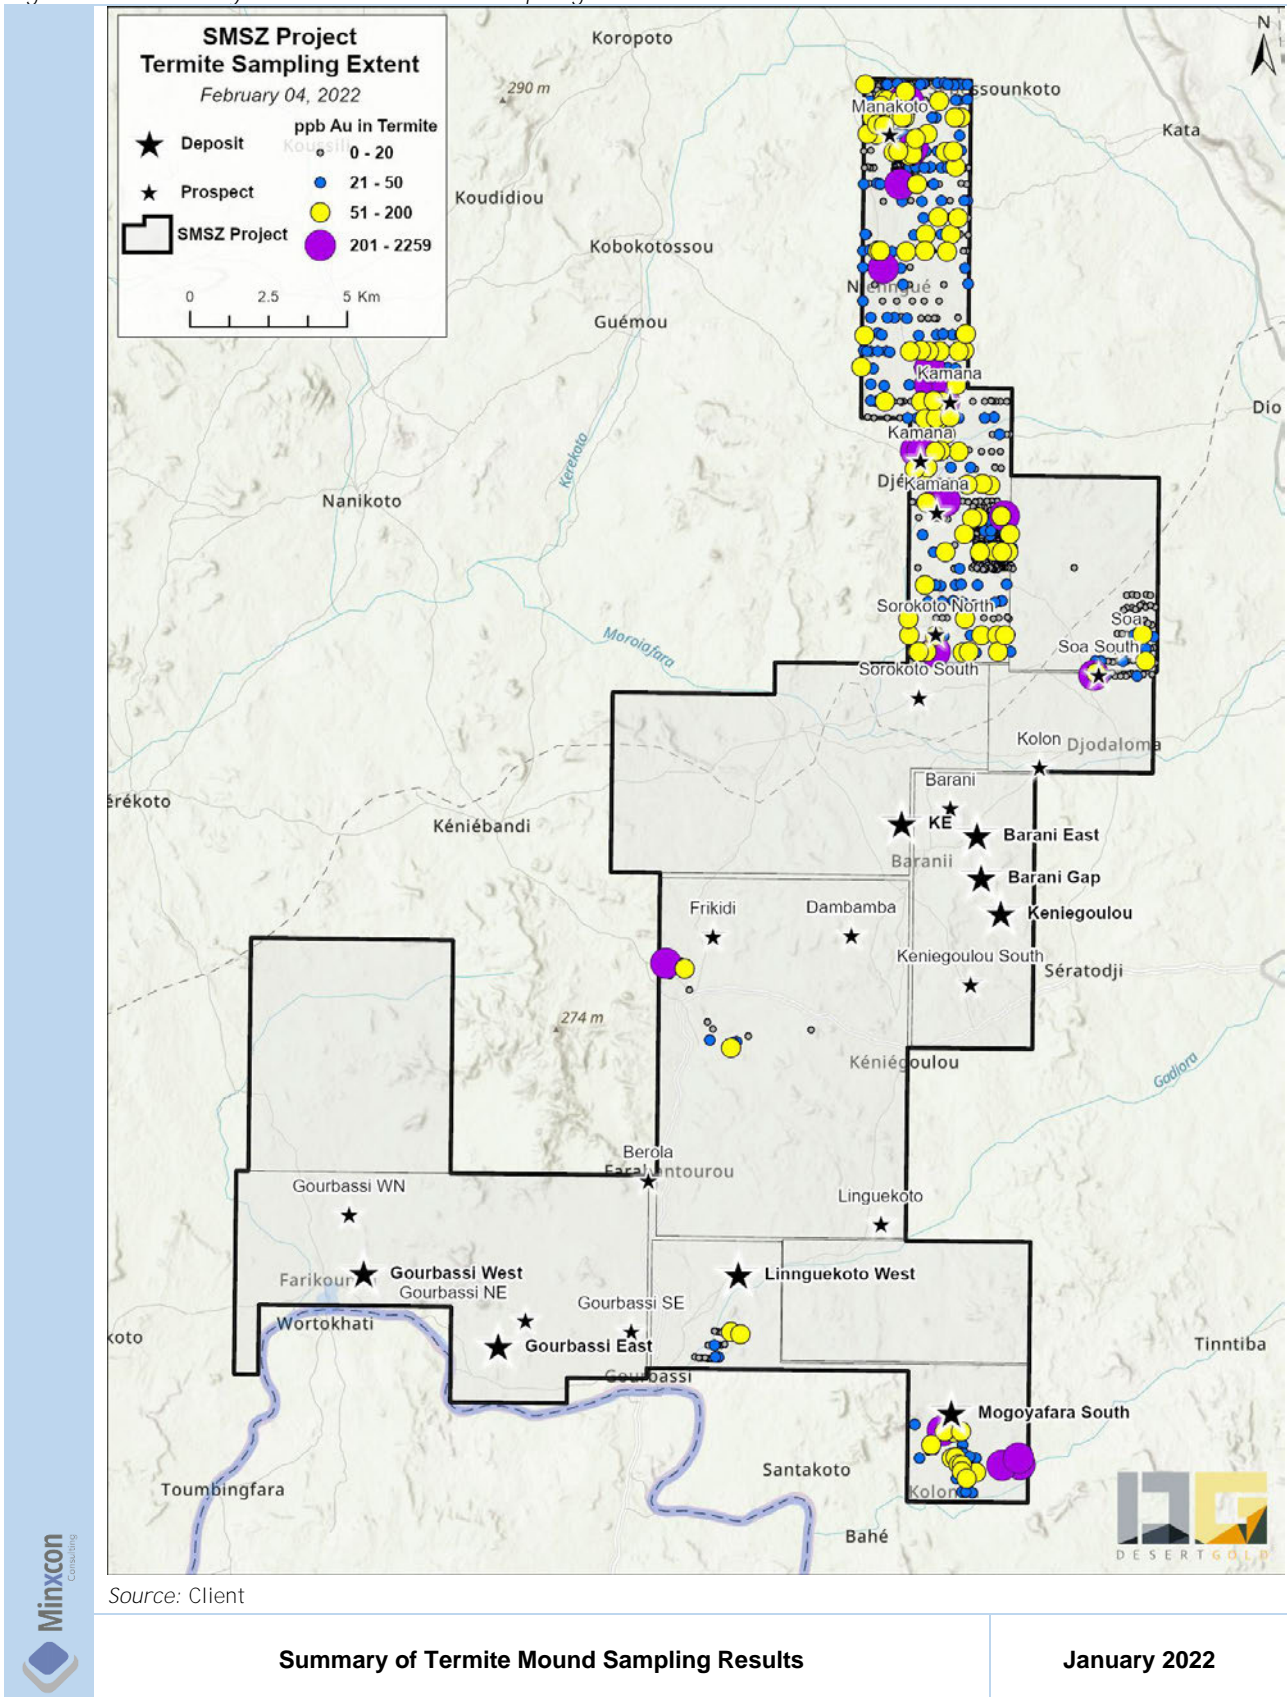 SMSZ Project
Termite Sampling Extent
February 04, 2022
Deposit
Prospect
SMSZ Project
ppb Au in Termite
0 - 20
21 - 50
51 - 200
201 - 2259
0 2.5 5 Km
N
Koropoto
290 m
Manakoto
Kata
Koudidiou
Kobokotossou
Guémou
Kamana
Dio
Kamana
Kerekoto
Kamana
Nanikoto
Sorokoto North
Soa
Moroiafara
Soa South
Sorokoto South
Kolon
Djodaloma
Barani
KE
Barani East
Kéniébandi
Baranii
Barani Gap
Frikidi
Dambamba
Keniegoulou
Keniegoulou South
Sératodji
274 m
Kéniégoulou
Gadiora
Berola
Gourbassi WN
Linguekoto
Gourbassi West
Linnguekoto West
Gourbassi NE
Gourbassi SE
Wortokhati
Gourbassi East
Tinntiba
Gourbassi
Mogoyafara South
Santakoto
Toumbingfara
Kolon
Bahé
DESERTGOLD
Minxcon
Consulting
Source: Client
Summary of Termite Mound Sampling Results
January 2022